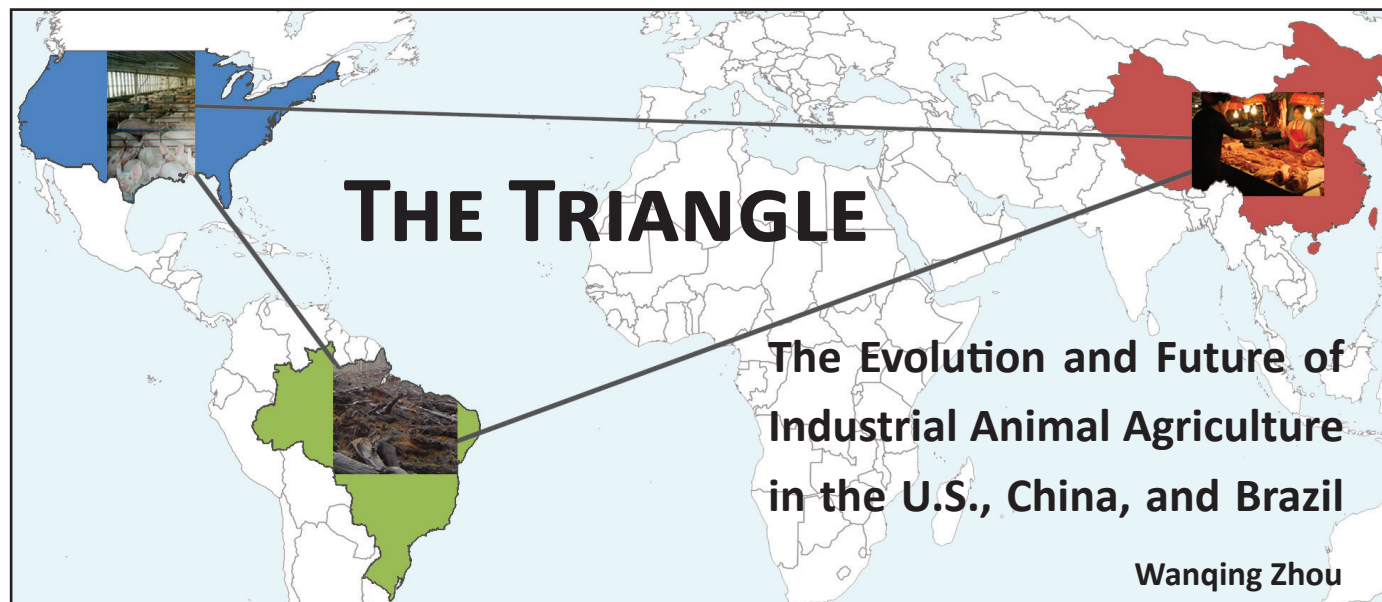 THE TRIANGLE
The Evolution and Future of
Industrial Animal Agriculture
in the U.S., China, and Brazil
Wanqing Zhou